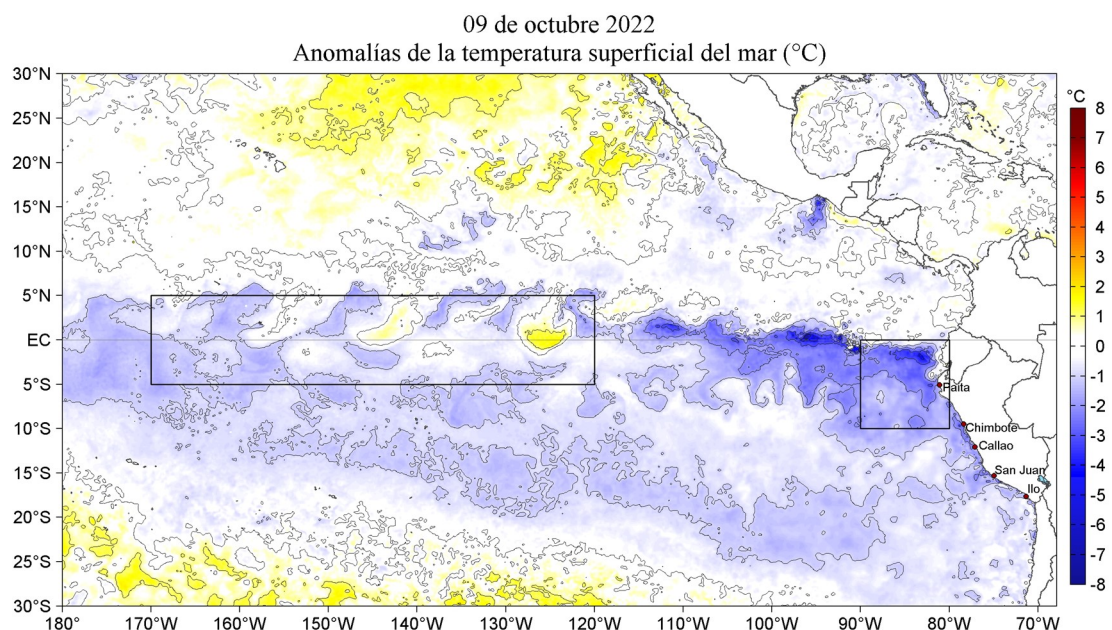 09 de octubre 2022
Anomalías de la temperatura superficial del mar (°C)
30°N
25°N
20°N
15°N
10°N
5°N
EC
5°S
10°S
15°S
20°S
25°S
30°S
180°
170°W
160°W
150°W
140°W
130°W
120°W
110°W
100°W
90°W
80°W
70°W
Paita
Chimbote
Callao
San Juan
Ilo
°C
8
7
6
5
4
3
2
1
0
-1
-2
-3
-4
-5
-6
-7
-8